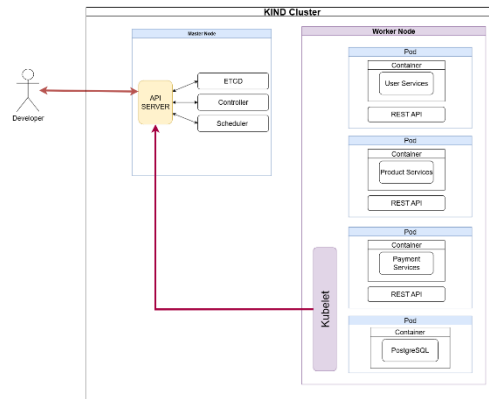 KIND Cluster
Master Node
API
SERVER
ETCD
Controller
Scheduler
Developer
Worker Node
Pod
Container
User Services
REST API
Pod
Container
Product Services
REST API
Pod
Container
Payment
Services
REST API
Kubelet
Pod
Container
PostgreSQL